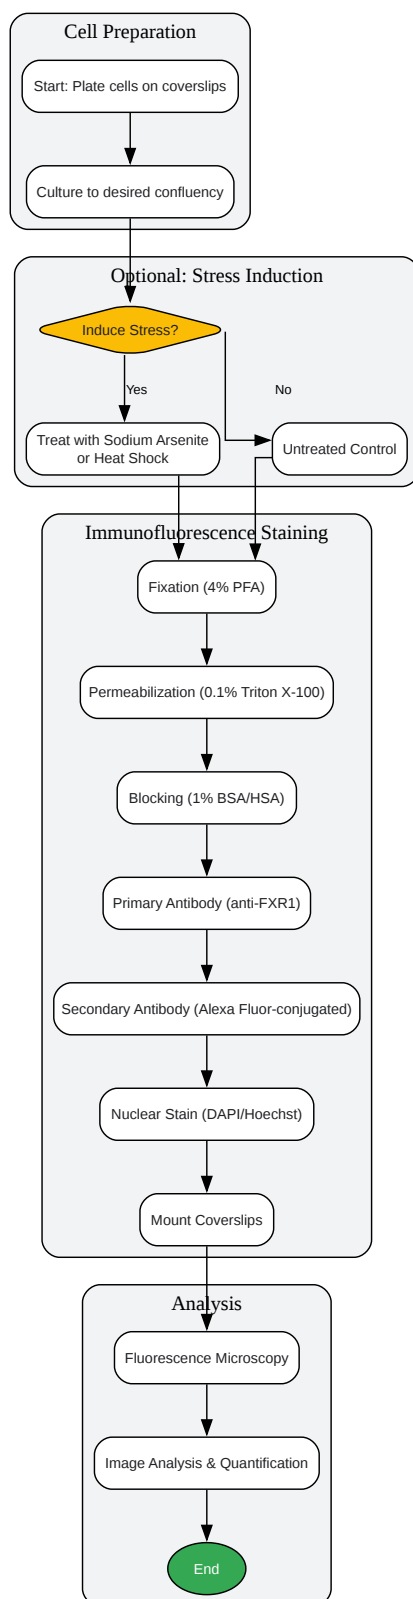 Cell Preparation
Start: Plate cells on coverslips
Culture to desired confluency
Optional: Stress Induction
Induce Stress?
Yes
No
Treat with Sodium Arsenite
or Heat Shock
Untreated Control
Immunofluorescence Staining
Fixation (4% PFA)
Permeabilization (0.1% Triton X-100)
Blocking (1% BSA/HSA)
Primary Antibody (anti-FXR1)
Secondary Antibody (Alexa Fluor-conjugated)
Nuclear Stain (DAPI/Hoechst)
Mount Coverslips
Analysis
Fluorescence Microscopy
Image Analysis & Quantification
End